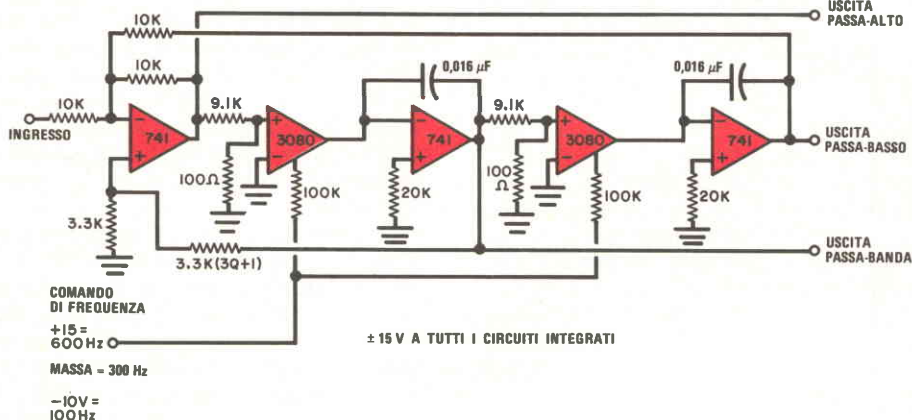 USCITA
PASSA-ALTO
10K
10K
10K
INGRESSO
741
3.3K
3.3K(3Q+1)
9.1K
100Ω
3080
100K
0,016 µF
741
20K
9.1K
100
Ω
3080
100K
0,016 µF
741
20K
USCITA
PASSA-BASSO
USCITA
PASSA-BANDA
COMANDO
DI FREQUENZA
+15=
600Hz
MASSA = 300 Hz
-10V=
100Hz
±15 V A TUTTI I CIRCUITI INTEGRATI